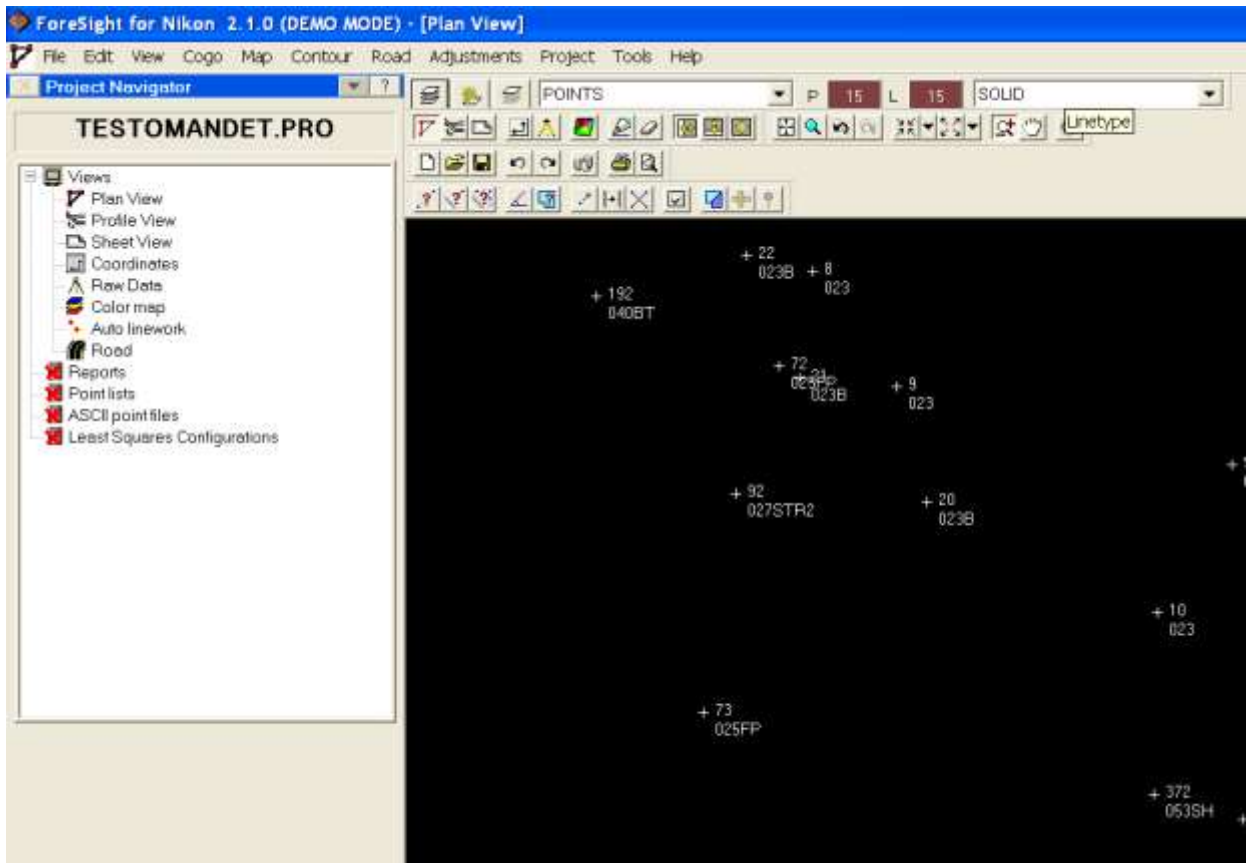 ForeSight for Nikon 2.1.0 (DEMO MODE) - [Plan View]
File Edit View Cogo Map Contour Road Adjustments Project Tools Help
Project Navigator ?
POINTS P 15 L 15 SOLID
TESTOMANDET.PRO
Linetype
Views
Plan View
Profile View
Sheet View
Coordinates
Raw Data
Color map
Auto linework
Road
Reports
Point lists
ASCII point files
Least Squares Configurations
22
023B
8
023
192
040BT
72
21
023B
9
023
92
027STR2
20
023B
10
023
73
025FP
372
053SH